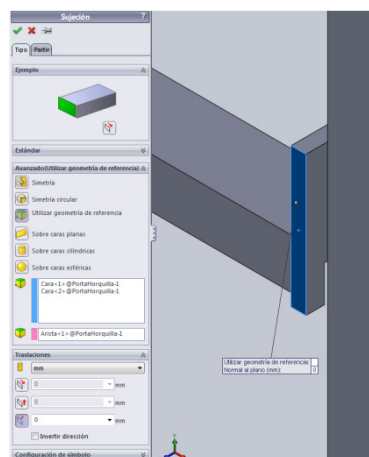 Sujeción ?
Tipo Partir
Ejemplo
Estándar
Avanzado(Utilizar geometría de referencia)
Simetría
Simetría circular
Utilizar geometría de referencia
Sobre caras planas
Sobre caras cilíndricas
Sobre caras esféricas
Cara<1>@PortaHorquilla-1
Cara<2>@PortaHorquilla-1
Arista<1>@PortaHorquilla-1
Traslaciones
mm
0 mm
0 mm
0 mm
Invertir dirección
Configuración de símbolo
Utilizar geometría de referencia:
Normal al plano (mm): 0